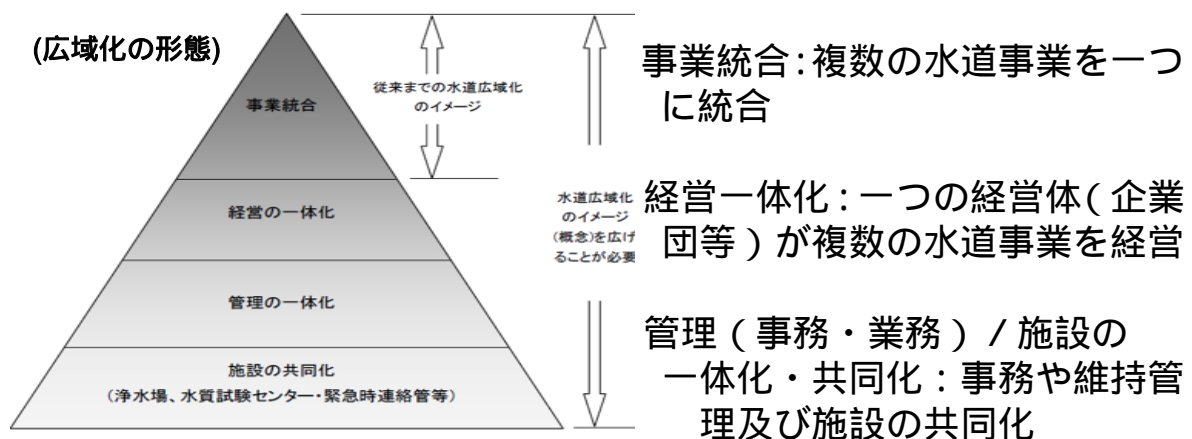 (広域化の形態)
事業統合
経営の一体化
管理の一体化
施設の共同化
(浄水場、水質試験センター・緊急時連絡管等)
従来までの水道広域化
のイメージ
水道広域化
のイメージ
(概念)を広げ
ることが必要
事業統合:複数の水道事業を一つ
に統合
経営一体化:一つの経営体(企業
団等)が複数の水道事業を経営
管理(事務・業務)/施設の
一体化・共同化:事務や維持管
理及び施設の共同化